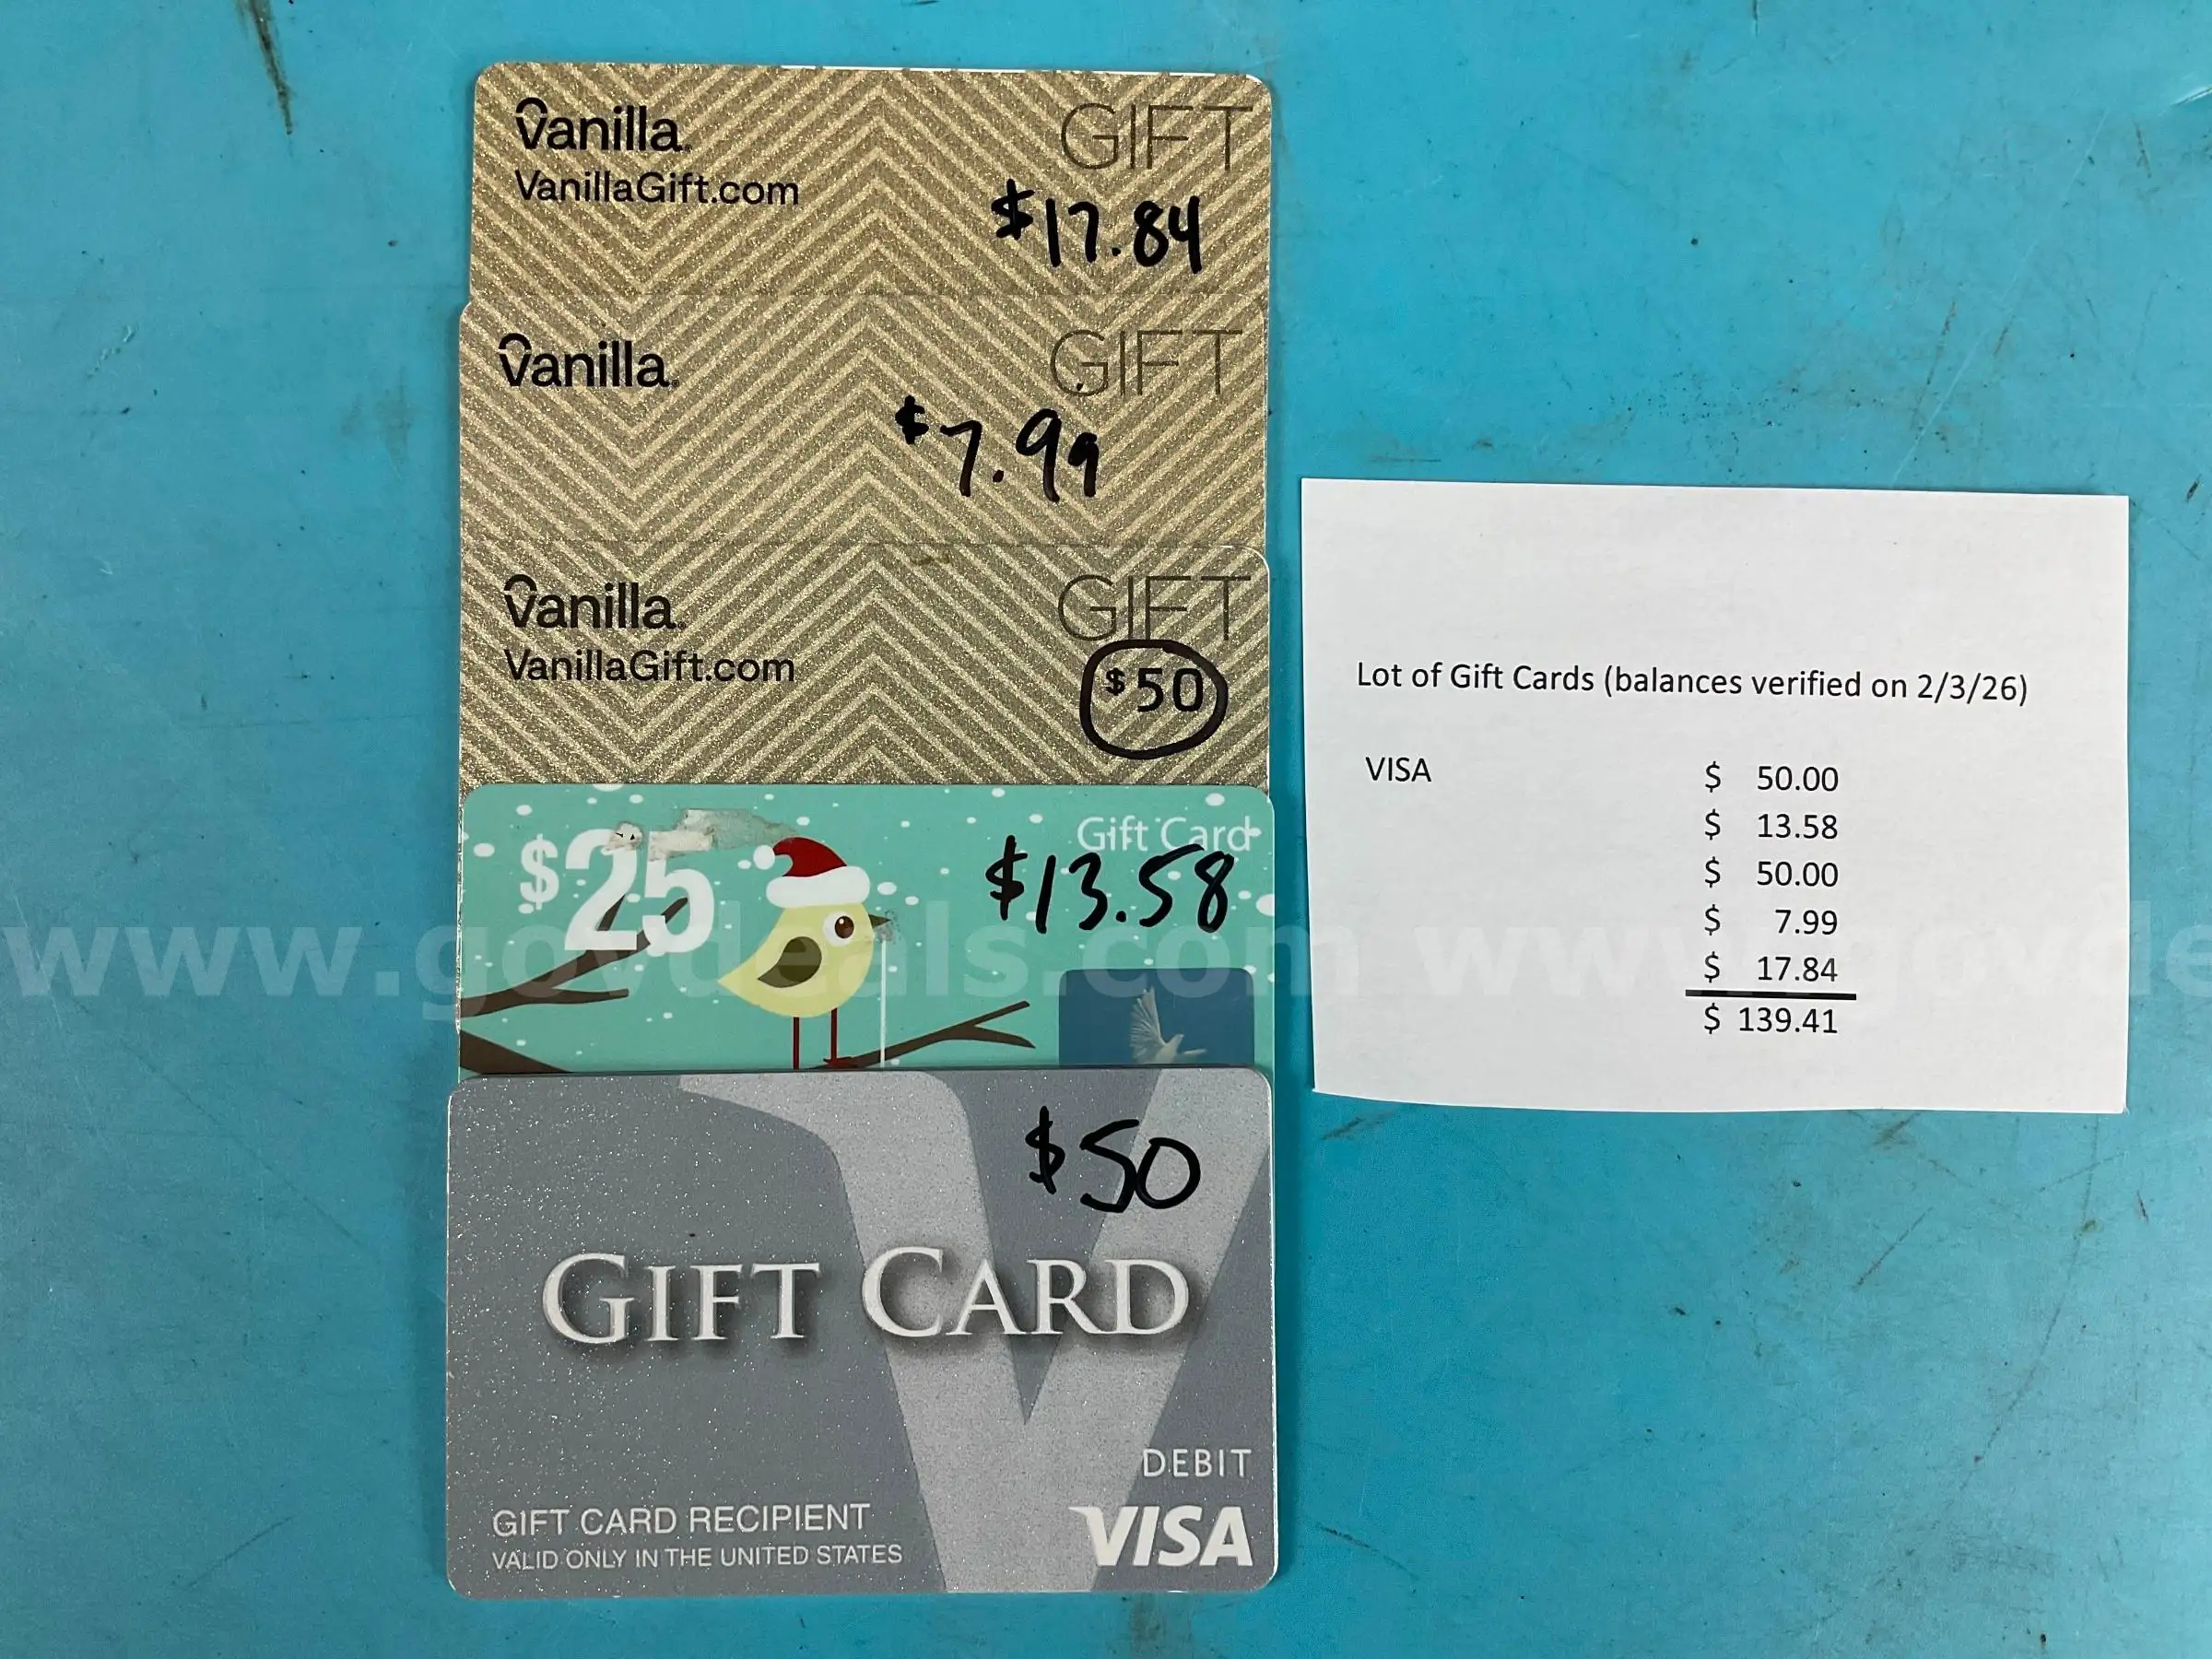 Vanilla.
GIFT
VanillaGift.com
$17.84
Vanilla.
GIFT
$7.99
Vanilla.
GIFT
VanillaGift.com
$50
$25
Gift Card
$13.58
$50
GIFT CARD
DEBIT
GIFT CARD RECIPIENT
VALID ONLY IN THE UNITED STATES
VISA
Lot of Gift Cards (balances verified on 2/3/26)
VISA $ 50.00
$ 13.58
$ 50.00
$ 7.99
$ 17.84
$ 139.41
www.govdeals.com www.govde